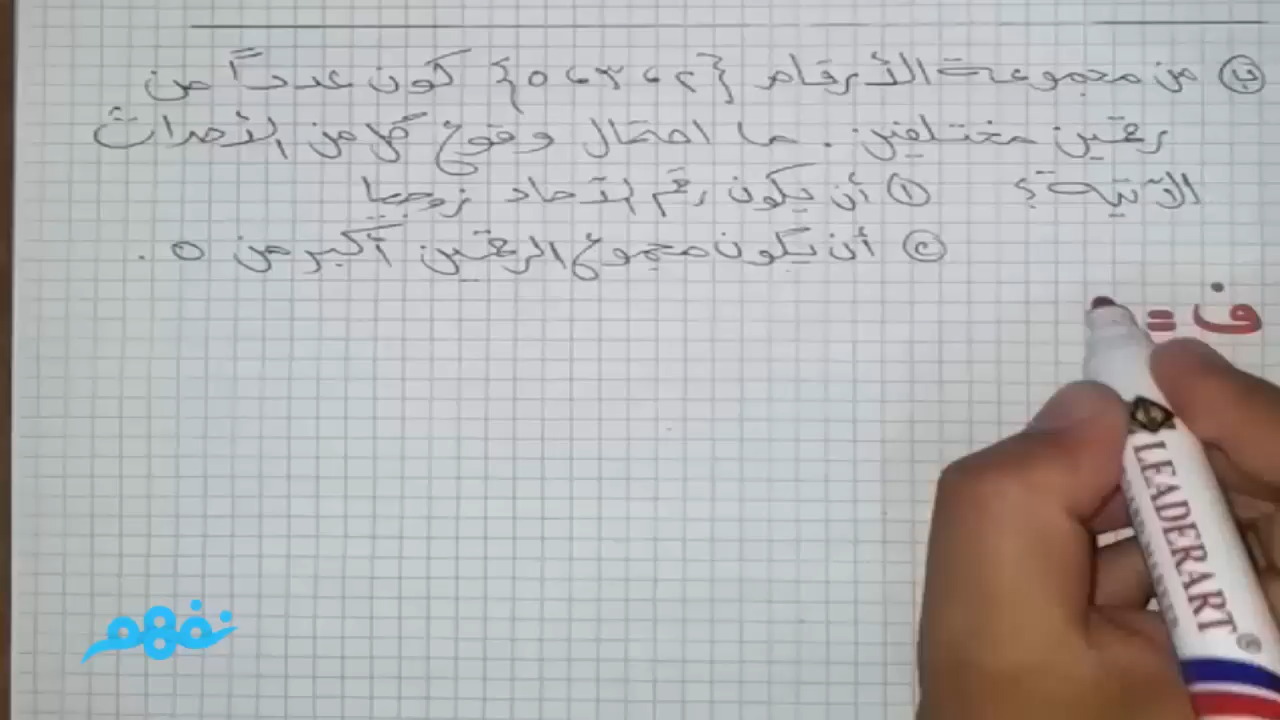 ب من مجموعة الأرقام {٢ ، ٣ ، ٥} كون عدداً من
رقمين مختلفين . ما احتمال وقوع كل من الأحداث
الآتية ؟ ١ أن يكون رقم الآحاد زوجيا
٢ أن يكون مجموع الرقمين أكبر من ٥ .
ف =
LEADERART
نفهم